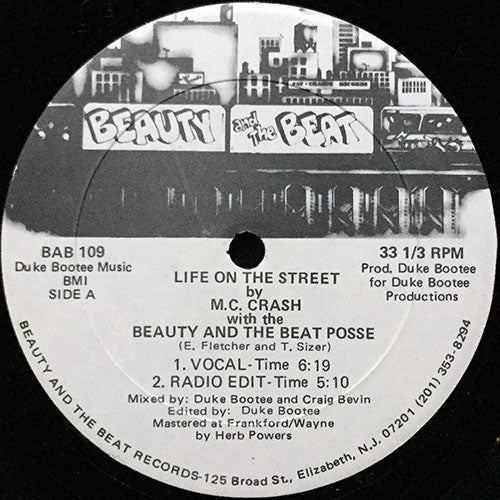 BEAUTY and THE BEAT
BAB 109
Duke Bootee Music
BMI
SIDE A
33 1/3 RPM
Prod. Duke Bootee
for Duke Bootee
Productions
LIFE ON THE STREET
by
M.C. CRASH
with the
BEAUTY AND THE BEAT POSSE
(E. Fletcher and T. Sizer)
1. VOCAL-Time 6:19
2. RADIO EDIT-Time 5:10
Mixed by: Duke Bootee and Craig Bevin
Edited by: Duke Bootee
Mastered at Frankford/Wayne
by Herb Powers
BEAUTY AND THE BEAT RECORDS-125 Broad St., Elizabeth, N.J. 07201 (201) 353-8294